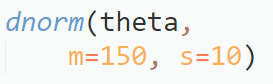 dnorm(theta,
m=150, s=10)